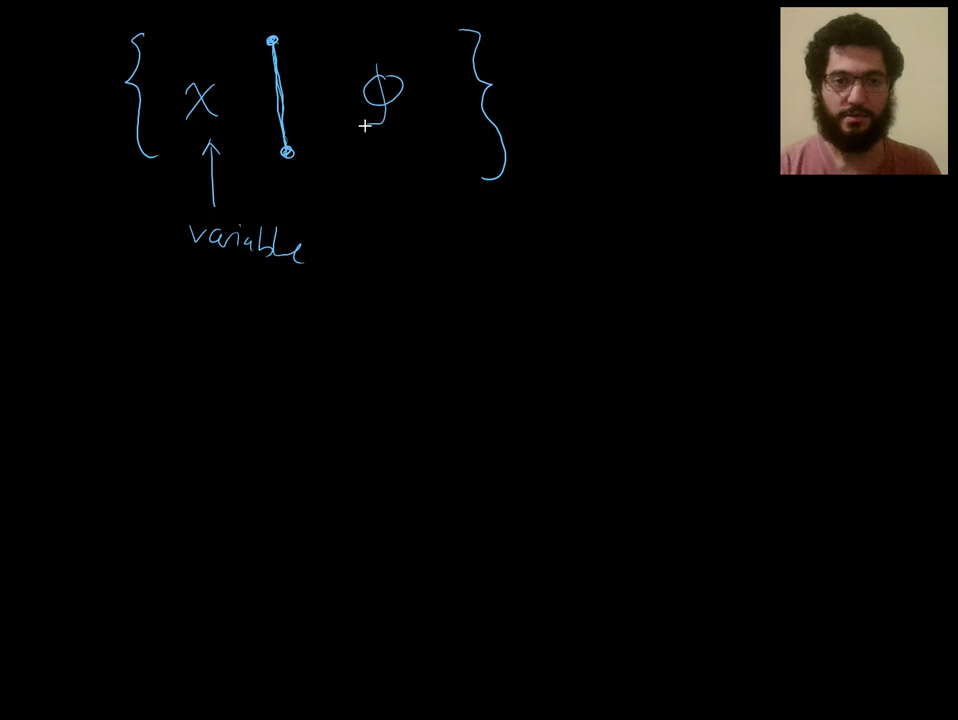 { x | ϕ }
variable